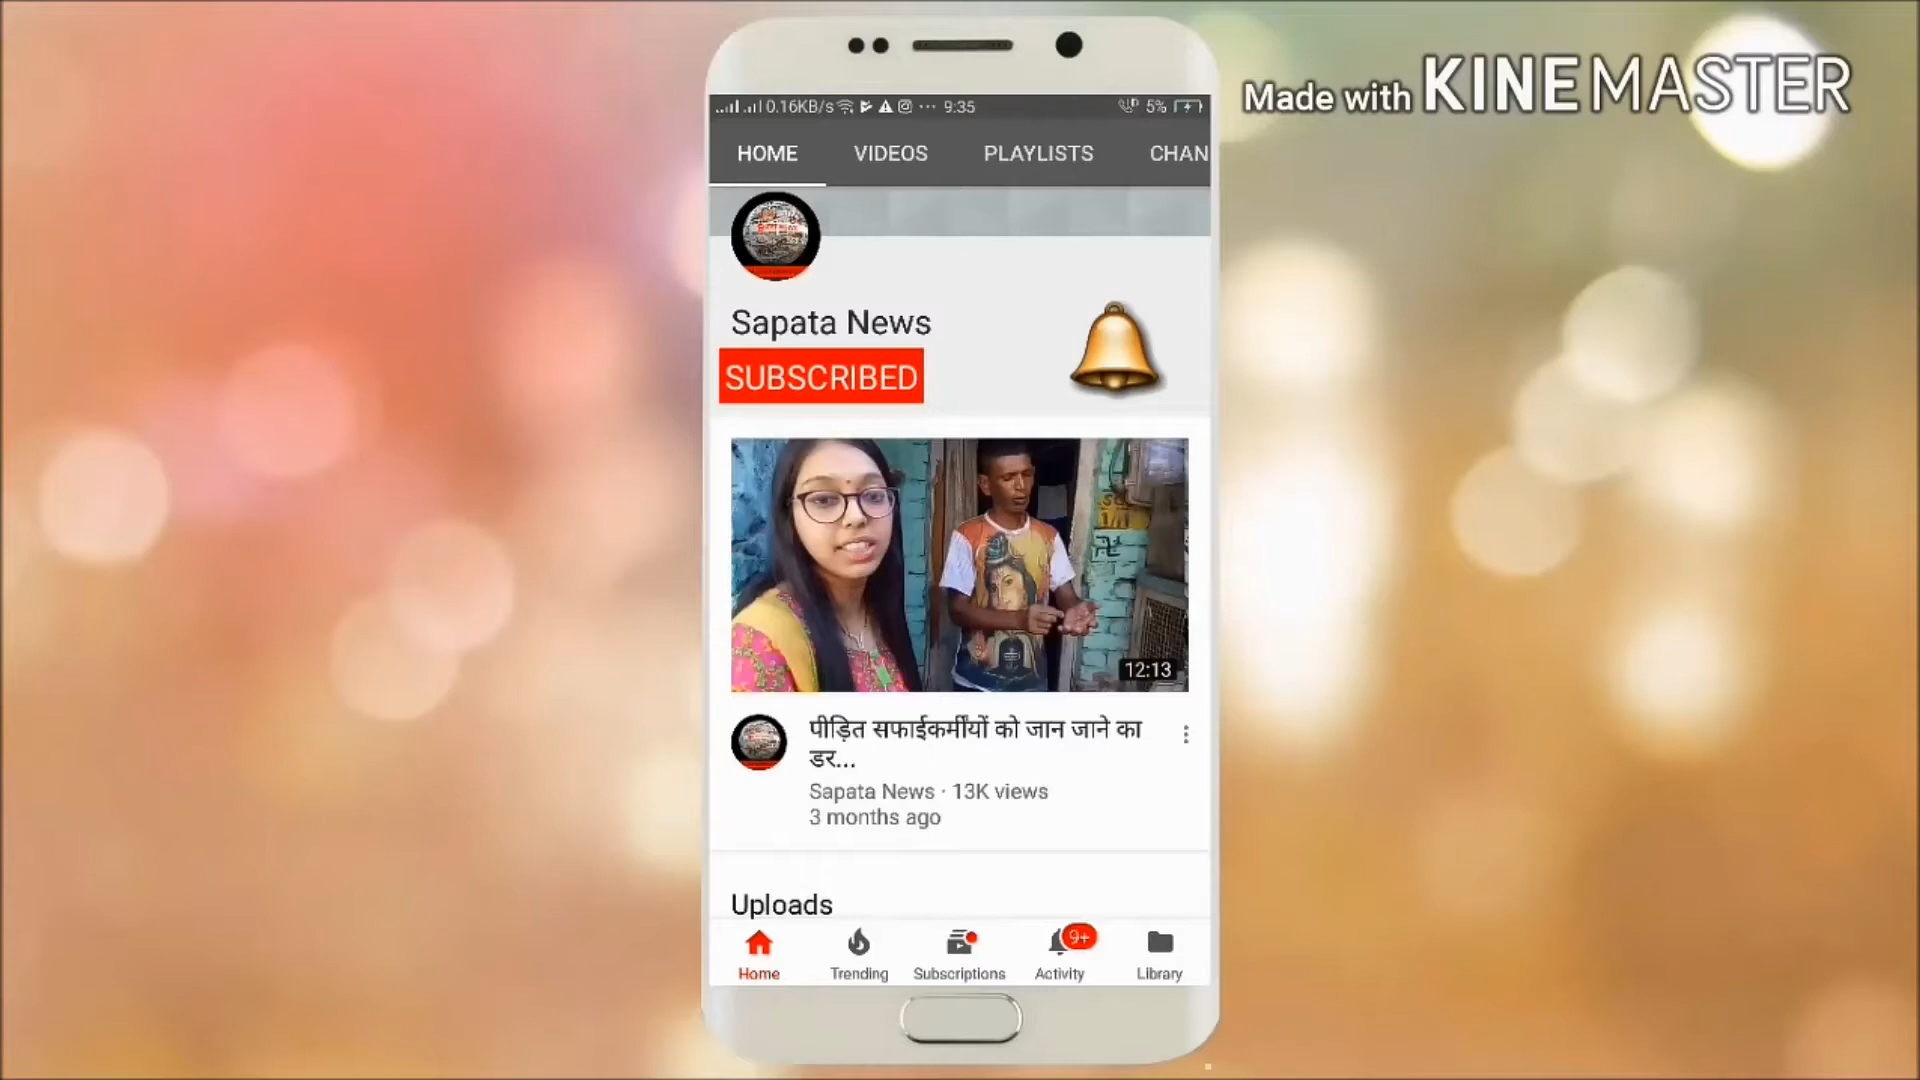 Made with KINEMASTER
0.16KB/s ... 9:35 5%
HOME VIDEOS PLAYLISTS CHAN
Sapata News
SUBSCRIBED
12:13
पीड़ित सफाईकर्मीयों को जान जाने का
डर...
Sapata News · 13K views
3 months ago
Uploads
9+
Home Trending Subscriptions Activity Library